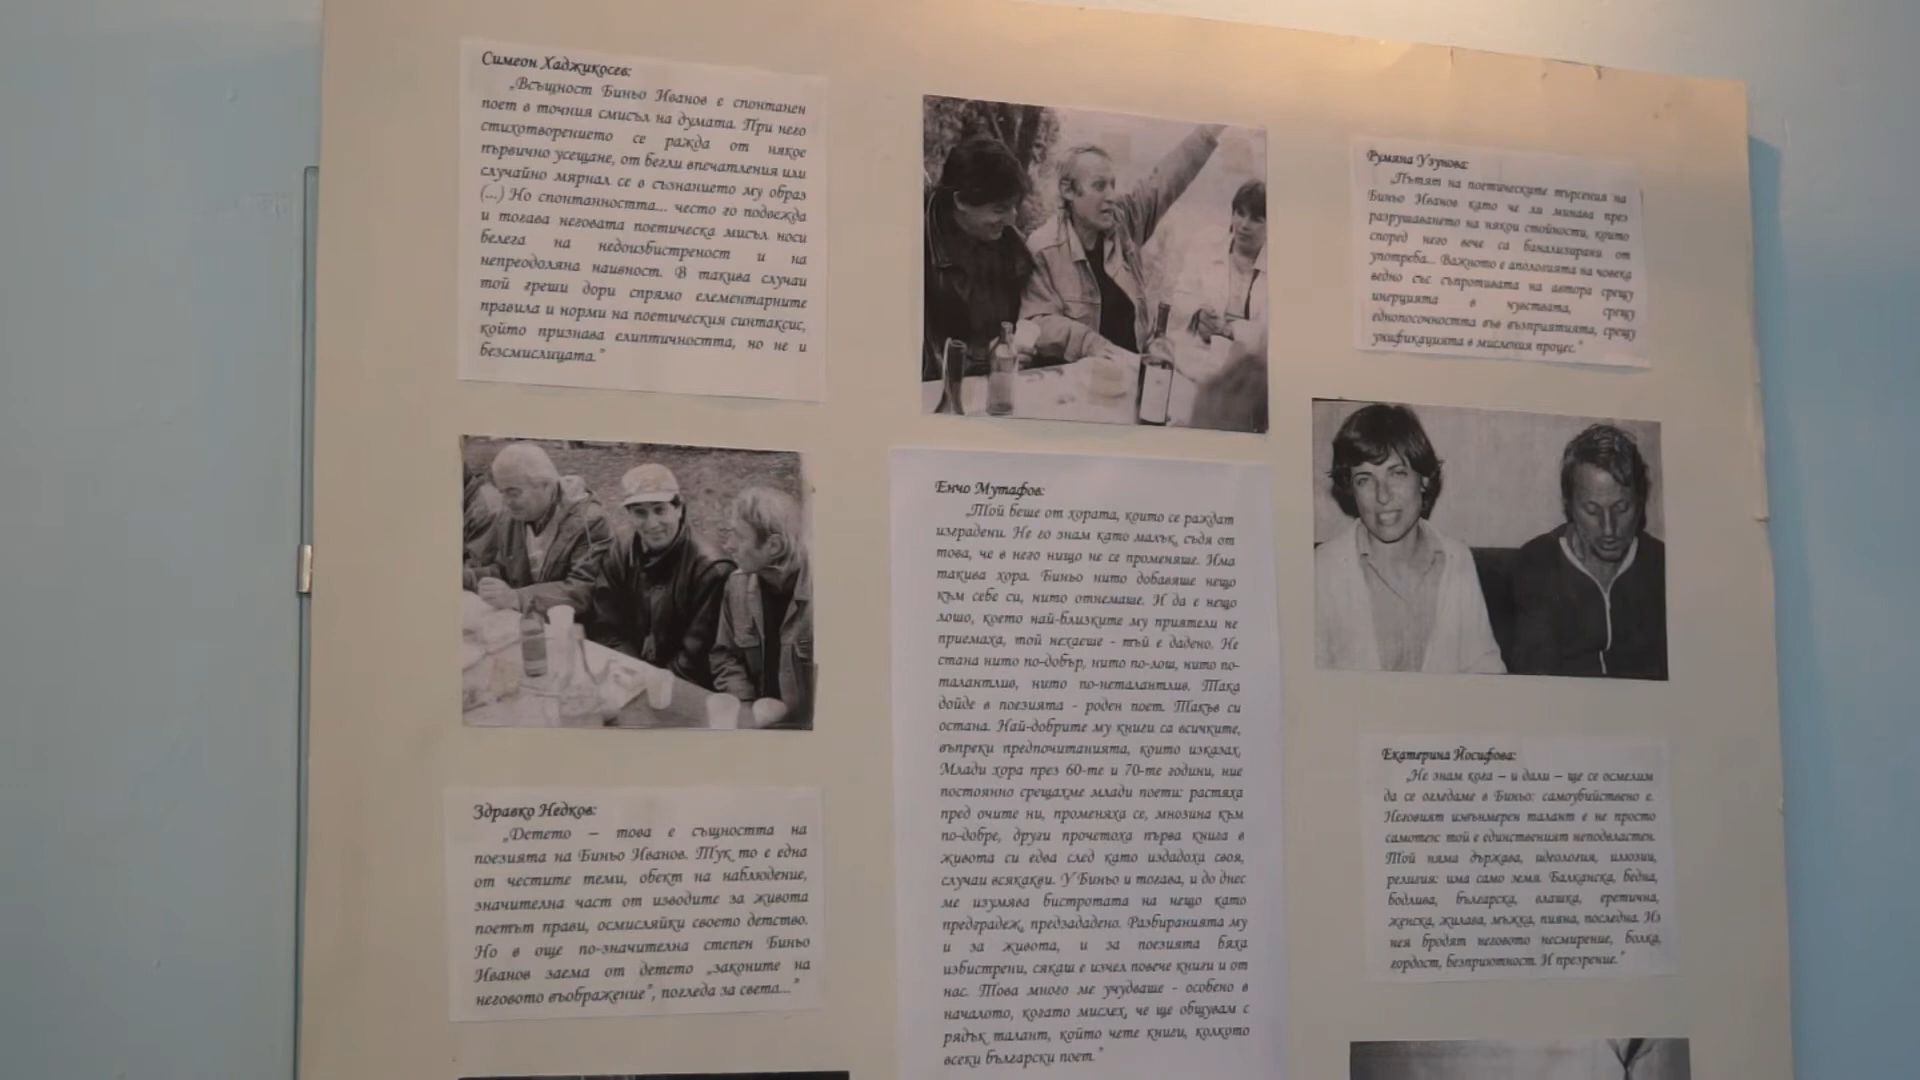 Симеон Хаджикосев:
„Всъщност Биньо Иванов е спонтанен
поет в точния смисъл на думата. При него
стихотворението се ражда от някое
първично усещане, от бегли впечатления или
случайно мярнал се в съзнанието му образ
(...) Но спонтанността... често го подвежда
и тогава неговата поетическа мисъл носи
белега на недоизбистреност и на
непреодоляна наивност. В такива случаи
той греши дори спрямо елементарните
правила и норми на поетическия синтаксис,
който признава елиптичността, но не и
безсмислицата.”
Здравко Недков:
„Детето – това е същността на
поезията на Биньо Иванов. Тук то е една
от честите теми, обект на наблюдение,
значителна част от изводите за живота
поетът прави, осмисляйки своето детство.
Но в още по-значителна степен Биньо
Иванов заема от детето „законите на
неговото въображение”, погледа за света...”
Енчо Мутафов:
„Той беше от хората, които се раждат
изградени. Не го знам като малък, съдя от
това, че в него нищо не се променяше. Има
такива хора. Биньо нито добавяше нещо
към себе си, нито отнемаше. И да е нещо
лошо, което най-близките му приятели не
приемаха, той нехаеше - тъй е дадено. Не
стана нито по-добър, нито по-лош, нито по-
талантлив, нито по-неталантлив. Така
дойде в поезията - роден поет. Такъв си
остана. Най-добрите му книги са всичките,
въпреки предпочитанията, които изказах.
Млади хора през 60-те и 70-те години, ние
постоянно срещахме млади поети: растяха
пред очите ни, променяха се, мнозина към
по-добре, други прочетоха първа книга в
живота си едва след като издадоха своя,
случаи всякакви. У Биньо и тогава, и до днес
ме изумява бистротата на нещо като
предградеж, предзададено. Разбиранията му
и за живота, и за поезията бяха
избистрени, сякаш е изчел повече книги и от
нас. Това много ме учудваше - особено в
началото, когато мислех, че ще общувам с
рядък талант, който чете книги, колкото
всеки български поет.”
Румяна Узунова:
„Пътят на поетическите търсения на
Биньо Иванов като че ли минава през
разрушаването на някои стойности, които
според него вече са банализирани от
употреба... Важното е апологията на човека
ведно със съпротивата на автора срещу
инерцията в чувствата, срещу
еднопосочността във възприятията, срещу
унификацията в мисления процес.”
Екатерина Йосифова:
„Не знам кога – и дали – ще се осмелим
да се огледаме в Биньо: самоубийствено е.
Неговият извънмерен талант е не просто
самотен: той е единственият неподвластен.
Той няма държава, идеология, илюзии,
религия: има само земя. Балканска, бедна,
бодлива, българска, влашка, еретична,
женска, жилава, мъжка, пияна, последна. Из
нея бродят неговото несмирение, болка,
гордост, безприютност. И презрение.”